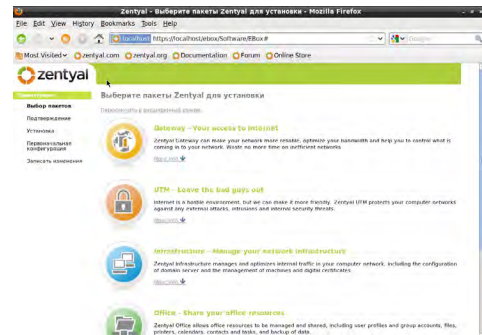 Zentyal - Выберите пакеты Zentyal для установки - Mozilla Firefox
File Edit View History Bookmarks Tools Help
localhost https://localhost/ebox/Software/EBox#
Most Visited zentyal.com zentyal.org Documentation Forum Online Store
zentyal
Выберите пакеты Zentyal для установки
Выбор пакетов
Подтверждение
Установка
Первоначальная конфигурация
Записать изменения
Gateway - Your access to Internet
Zentyal Gateway can make your network more reliable, optimize your bandwidth and help you to control what is
coming in to your network. Waste no more time on inefficient networks.
UTM - Leave the bad guys out
Internet is a hostile environment, but we can make it more friendly. Zentyal UTM protects your computer networks
against any external attacks, intrusions and internal security threats.
Infrastructure - Manage your network infrastructure
Zentyal Infrastructure manages and optimizes internal traffic in your computer network, including the configuration
of domain server and the management of machines and digital certificates.
Office - Share your office resources
Zentyal Office allows office resources to be managed and shared, including user profiles and group accounts, files,
printers, calendars, contacts and tasks, and backup of data.